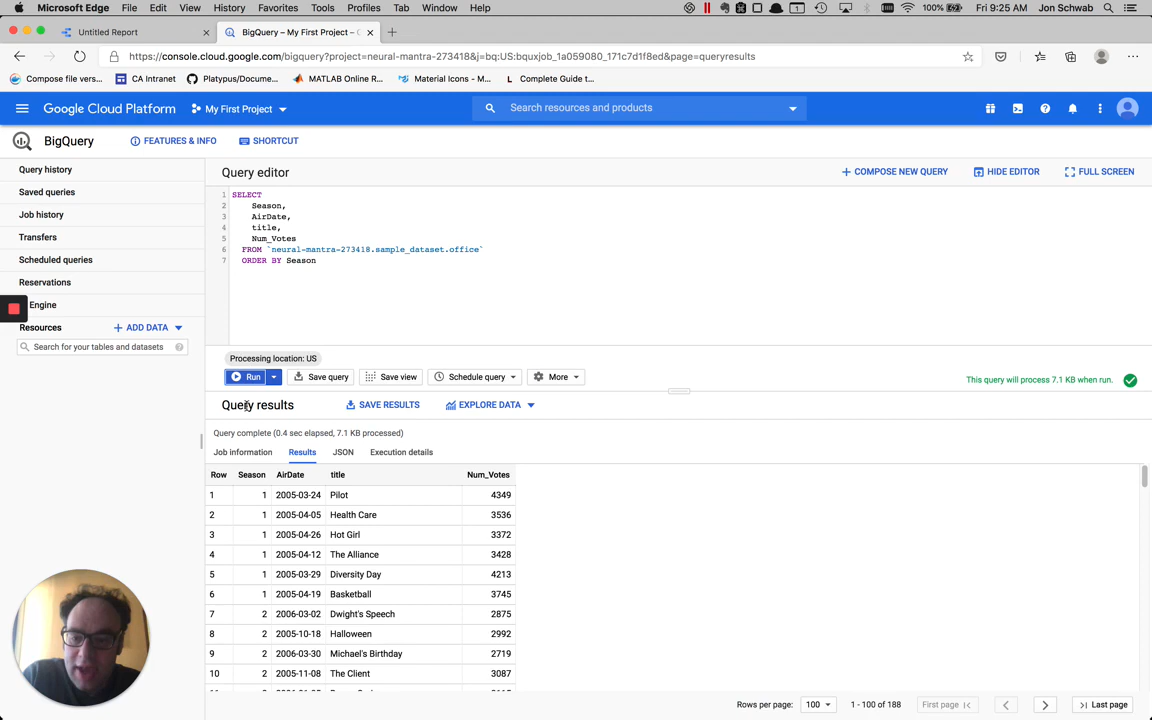 Microsoft Edge File Edit View History Favorites Tools Profiles Tab Window Help 100% Fri 9:25 AM Jon Schwab
Untitled Report
BigQuery – My First Project –
https://console.cloud.google.com/bigquery?project=neural-mantra-273418&j=bq:US:bquxjob_1a059080_171c7d1f8ed&page=queryresults
Compose file vers... CA Intranet Platypus/Docume... MATLAB Online R... Material Icons - M... Complete Guide t...
Google Cloud Platform My First Project Search resources and products
BigQuery FEATURES & INFO SHORTCUT
Query history
Saved queries
Job history
Transfers
Scheduled queries
Reservations
Engine
Resources + ADD DATA
Search for your tables and datasets
Query editor + COMPOSE NEW QUERY HIDE EDITOR FULL SCREEN
1 SELECT
2 Season,
3 AirDate,
4 title,
5 Num_Votes
6 FROM `neural-mantra-273418.sample_dataset.office`
7 ORDER BY Season
Processing location: US
Run Save query Save view Schedule query More This query will process 7.1 KB when run.
Query results SAVE RESULTS EXPLORE DATA
Query complete (0.4 sec elapsed, 7.1 KB processed)
Job information Results JSON Execution details
Row Season AirDate title Num_Votes
1 1 2005-03-24 Pilot 4349
2 1 2005-04-05 Health Care 3536
3 1 2005-04-26 Hot Girl 3372
4 1 2005-04-12 The Alliance 3428
5 1 2005-03-29 Diversity Day 4213
6 1 2005-04-19 Basketball 3745
7 2 2006-03-02 Dwight's Speech 2875
8 2 2005-10-18 Halloween 2992
9 2 2006-03-30 Michael's Birthday 2719
10 2 2005-11-08 The Client 3087
Rows per page: 100 1 - 100 of 188 First page Last page